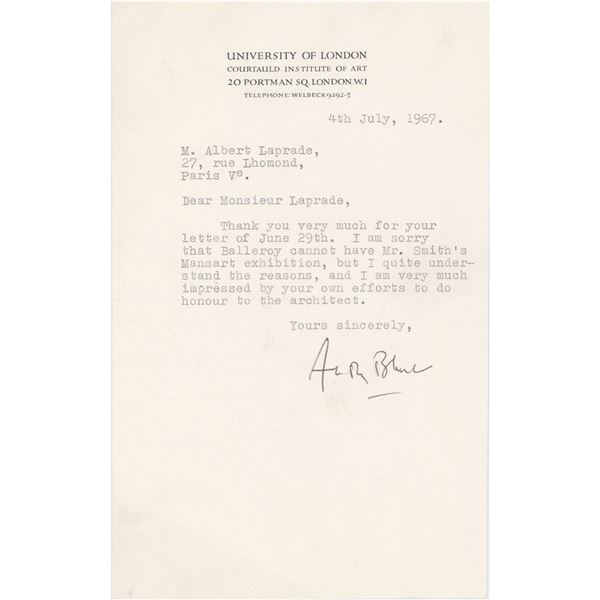 UNIVERSITY OF LONDON
COURTAULD INSTITUTE OF ART
20 PORTMAN SQ. LONDON W.1
TELEPHONE: WELBECK 9292-5
4th July, 1967.
M. Albert Laprade,
27, rue Lhomond,
Paris Ve.
Dear Monsieur Laprade,
Thank you very much for your
letter of June 29th. I am sorry
that Balleroy cannot have Mr. Smith's
Mansart exhibition, but I quite under-
stand the reasons, and I am very much
impressed by your own efforts to do
honour to the architect.
Yours sincerely,
Anthony Blunt